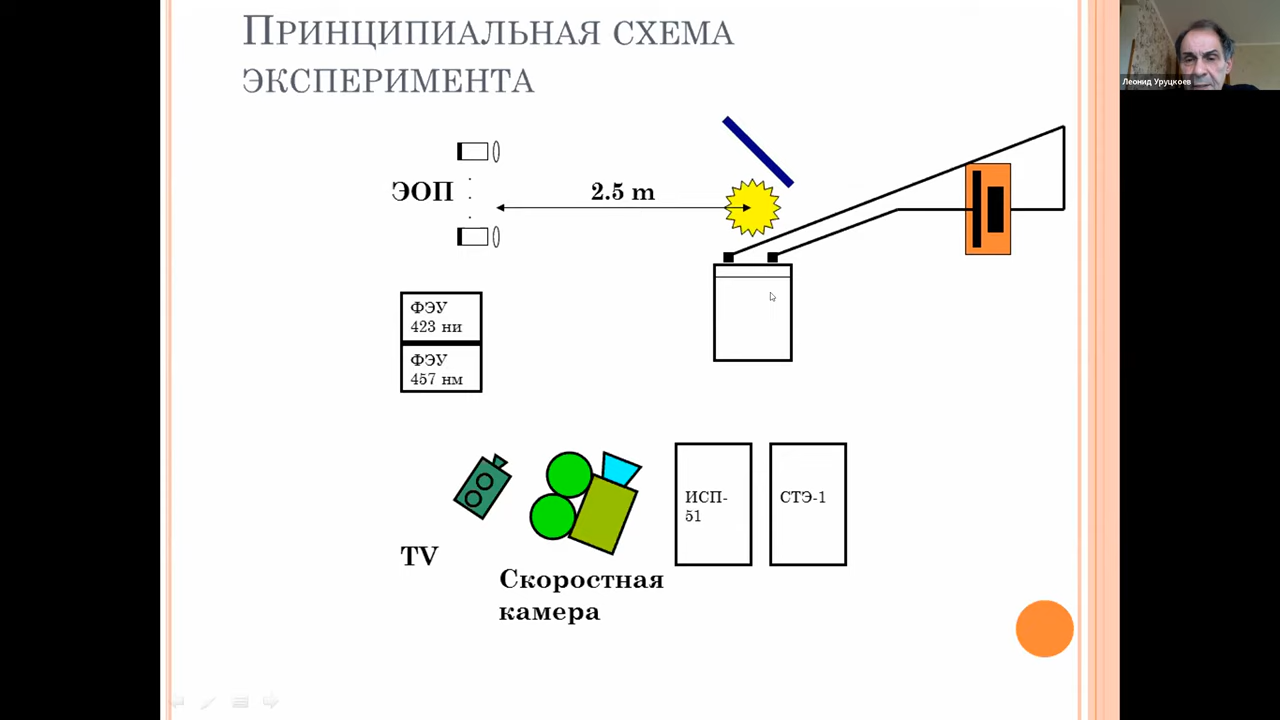 Принципиальная схема
эксперимента
Леонид Уруцкоев
ЭОП
2.5 m
ФЭУ
423 ни
ФЭУ
457 нм
ИСП-
51
СТЭ-1
TV
Скоростная
камера